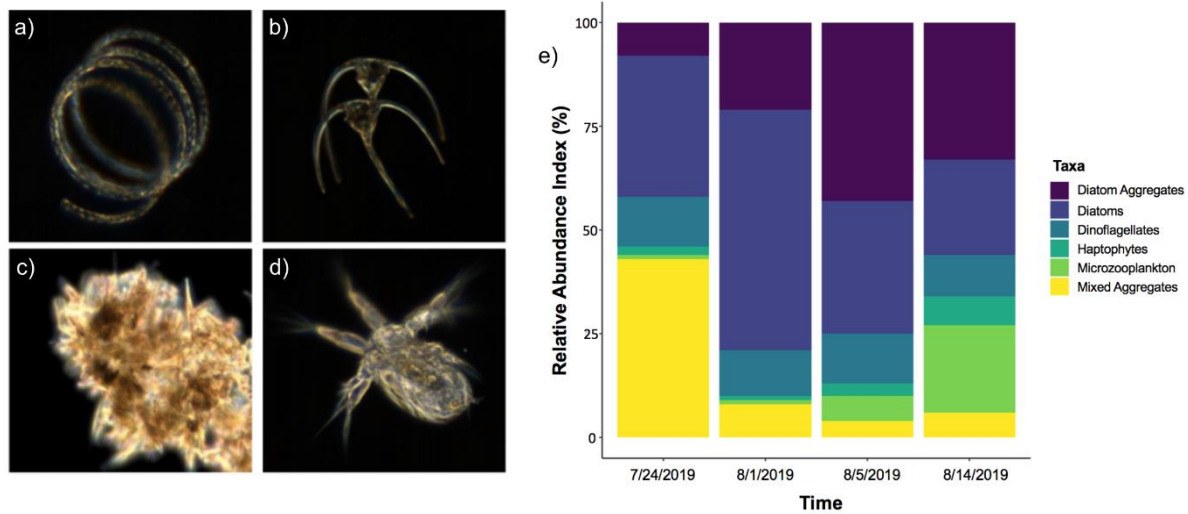 a)
b)
c)
d)
e)
Relative Abundance Index (%)
100
75
50
25
0
7/24/2019 8/1/2019 8/5/2019 8/14/2019
Time
Taxa
Diatom Aggregates
Diatoms
Dinoflagellates
Haptophytes
Microzooplankton
Mixed Aggregates